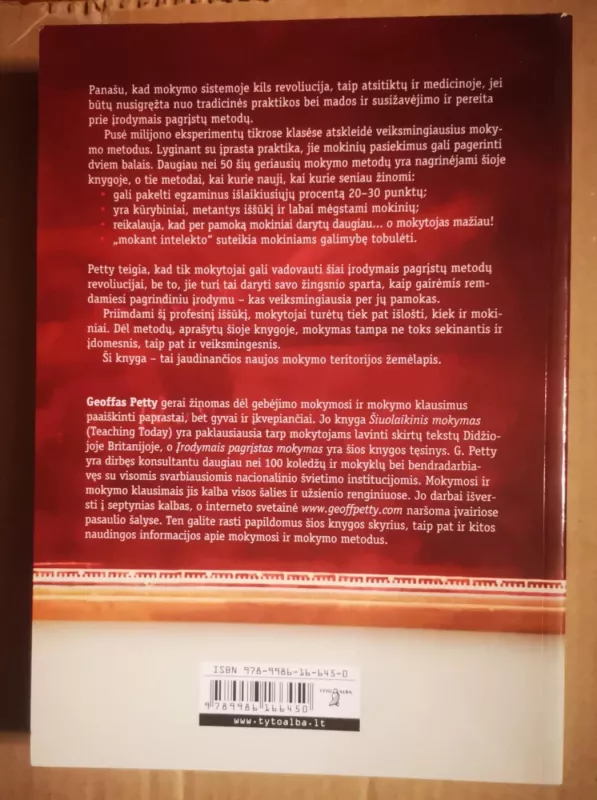 Panašu, kad mokymo sistemoje kils revoliucija, taip atsitiktų ir medicinoje, jei
būtų nusigręžta nuo tradicinės praktikos bei mados ir susižavėjimo ir pereita
prie įrodymais pagrįstų metodų.
Pusė milijono eksperimentų tikrose klasėse atskleidė veiksmingiausius moky-
mo metodus. Lyginant su įprasta praktika, jie mokinių pasiekimus gali pagerinti
dviem balais. Daugiau nei 50 šių geriausių mokymo metodų yra nagrinėjami šioje
knygoje, o tie metodai, kai kurie nauji, kai kurie seniau žinomi:
• gali pakelti egzaminus išlaikiusiųjų procentą 20–30 punktų;
• yra kūrybiniai, metantys iššūkį ir labai mėgstami mokinių;
• reikalauja, kad per pamoką mokiniai darytų daugiau... o mokytojas mažiau!
• „mokant intelekto“ suteikia mokiniams galimybę tobulėti.
Petty teigia, kad tik mokytojai gali vadovauti šiai įrodymais pagrįstų metodų
revoliucijai, be to, jie turi tai daryti savo žingsnio sparta, kaip gairėmis rem-
damiesi pagrindiniu įrodymu – kas veiksmingiausia per jų pamokas.
Priimdami šį profesinį iššūkį, mokytojai turėtų tiek pat išlošti, kiek ir moki-
niai. Dėl metodų, aprašytų šioje knygoje, mokymas tampa ne toks sekinantis ir
įdomesnis, taip pat ir veiksmingesnis.
Ši knyga – tai jaudinančios naujos mokymo teritorijos žemėlapis.
Geoffas Petty gerai žinomas dėl gebėjimo mokymosi ir mokymo klausimus
paaiškinti paprastai, bet gyvai ir įkvepiančiai. Jo knyga Šiuolaikinis mokymas
(Teaching Today) yra paklausiausia tarp mokytojams lavinti skirtų tekstų Didžio-
joje Britanijoje, o Įrodymais pagrįstas mokymas yra šios knygos tęsinys. G. Petty
yra dirbęs konsultantu daugiau nei 100 koledžų ir mokyklų bei bendradarbia-
vęs su visomis svarbiausiomis nacionalinio švietimo institucijomis. Mokymosi ir
mokymo klausimais jis kalba visos šalies ir užsienio renginiuose. Jo darbai išver-
sti į septynias kalbas, o interneto svetainė www.geoffpetty.com naršoma įvairiose
pasaulio šalyse. Ten galite rasti papildomus šios knygos skyrius, taip pat ir kitos
naudingos informacijos apie mokymosi ir mokymo metodus.
ISBN 978-9986-16-645-0
TYTO ALBA
9789986166450
www.tytoalba.lt